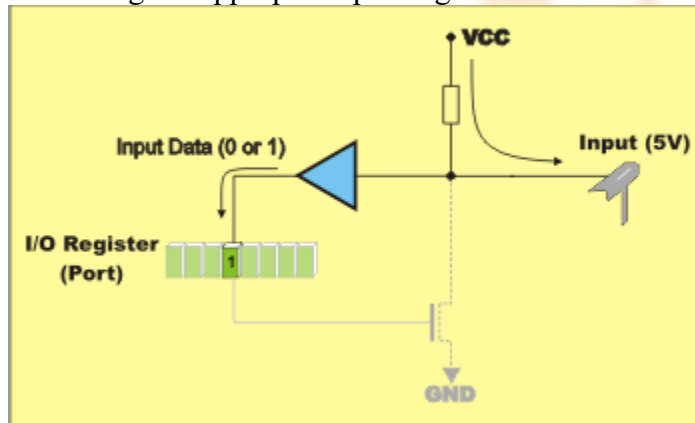 VCC
Input Data (0 or 1)
Input (5V)
I/O Register
(Port)
1
GND